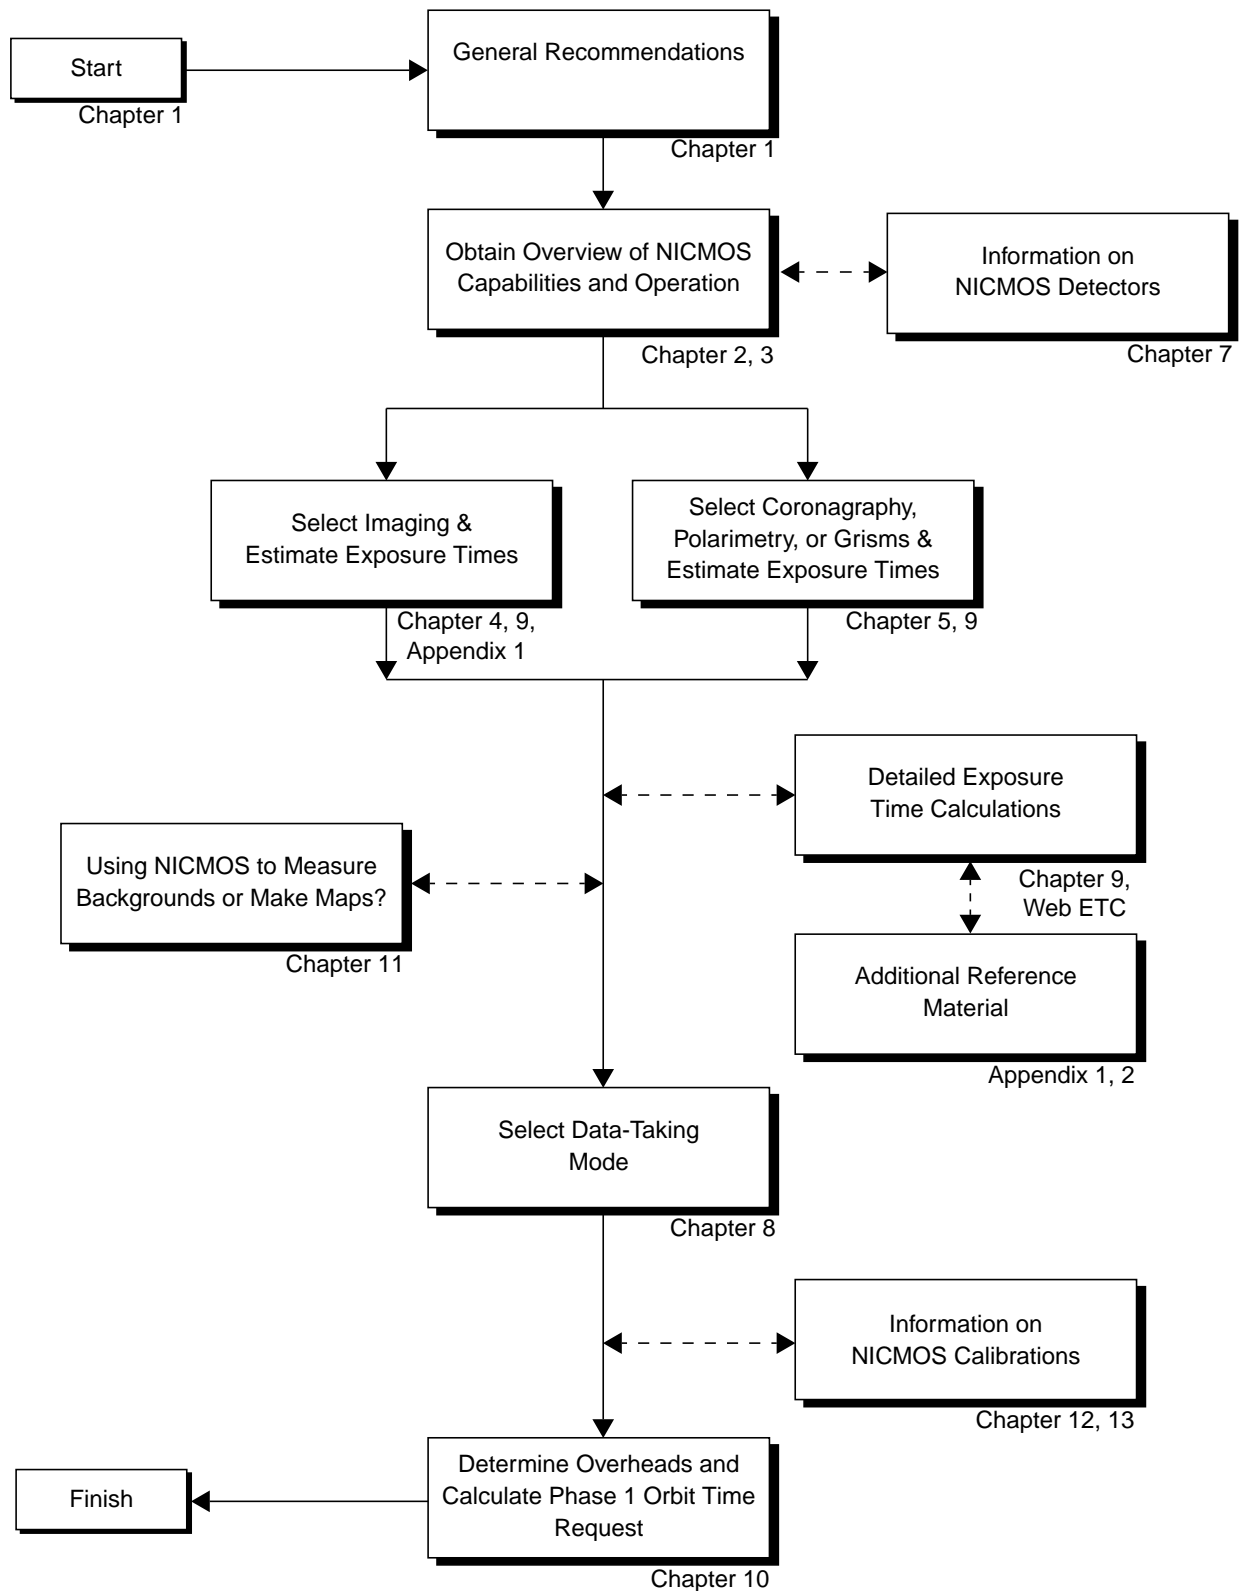 Start
Chapter 1
General Recommendations
Chapter 1
Obtain Overview of NICMOS
Capabilities and Operation
Chapter 2, 3
Information on
NICMOS Detectors
Chapter 7
Select Imaging &
Estimate Exposure Times
Chapter 4, 9,
Appendix 1
Select Coronagraphy,
Polarimetry, or Grisms &
Estimate Exposure Times
Chapter 5, 9
Detailed Exposure
Time Calculations
Chapter 9,
Web ETC
Using NICMOS to Measure
Backgrounds or Make Maps?
Chapter 11
Additional Reference
Material
Appendix 1, 2
Select Data-Taking
Mode
Chapter 8
Information on
NICMOS Calibrations
Chapter 12, 13
Determine Overheads and
Calculate Phase 1 Orbit Time
Request
Chapter 10
Finish